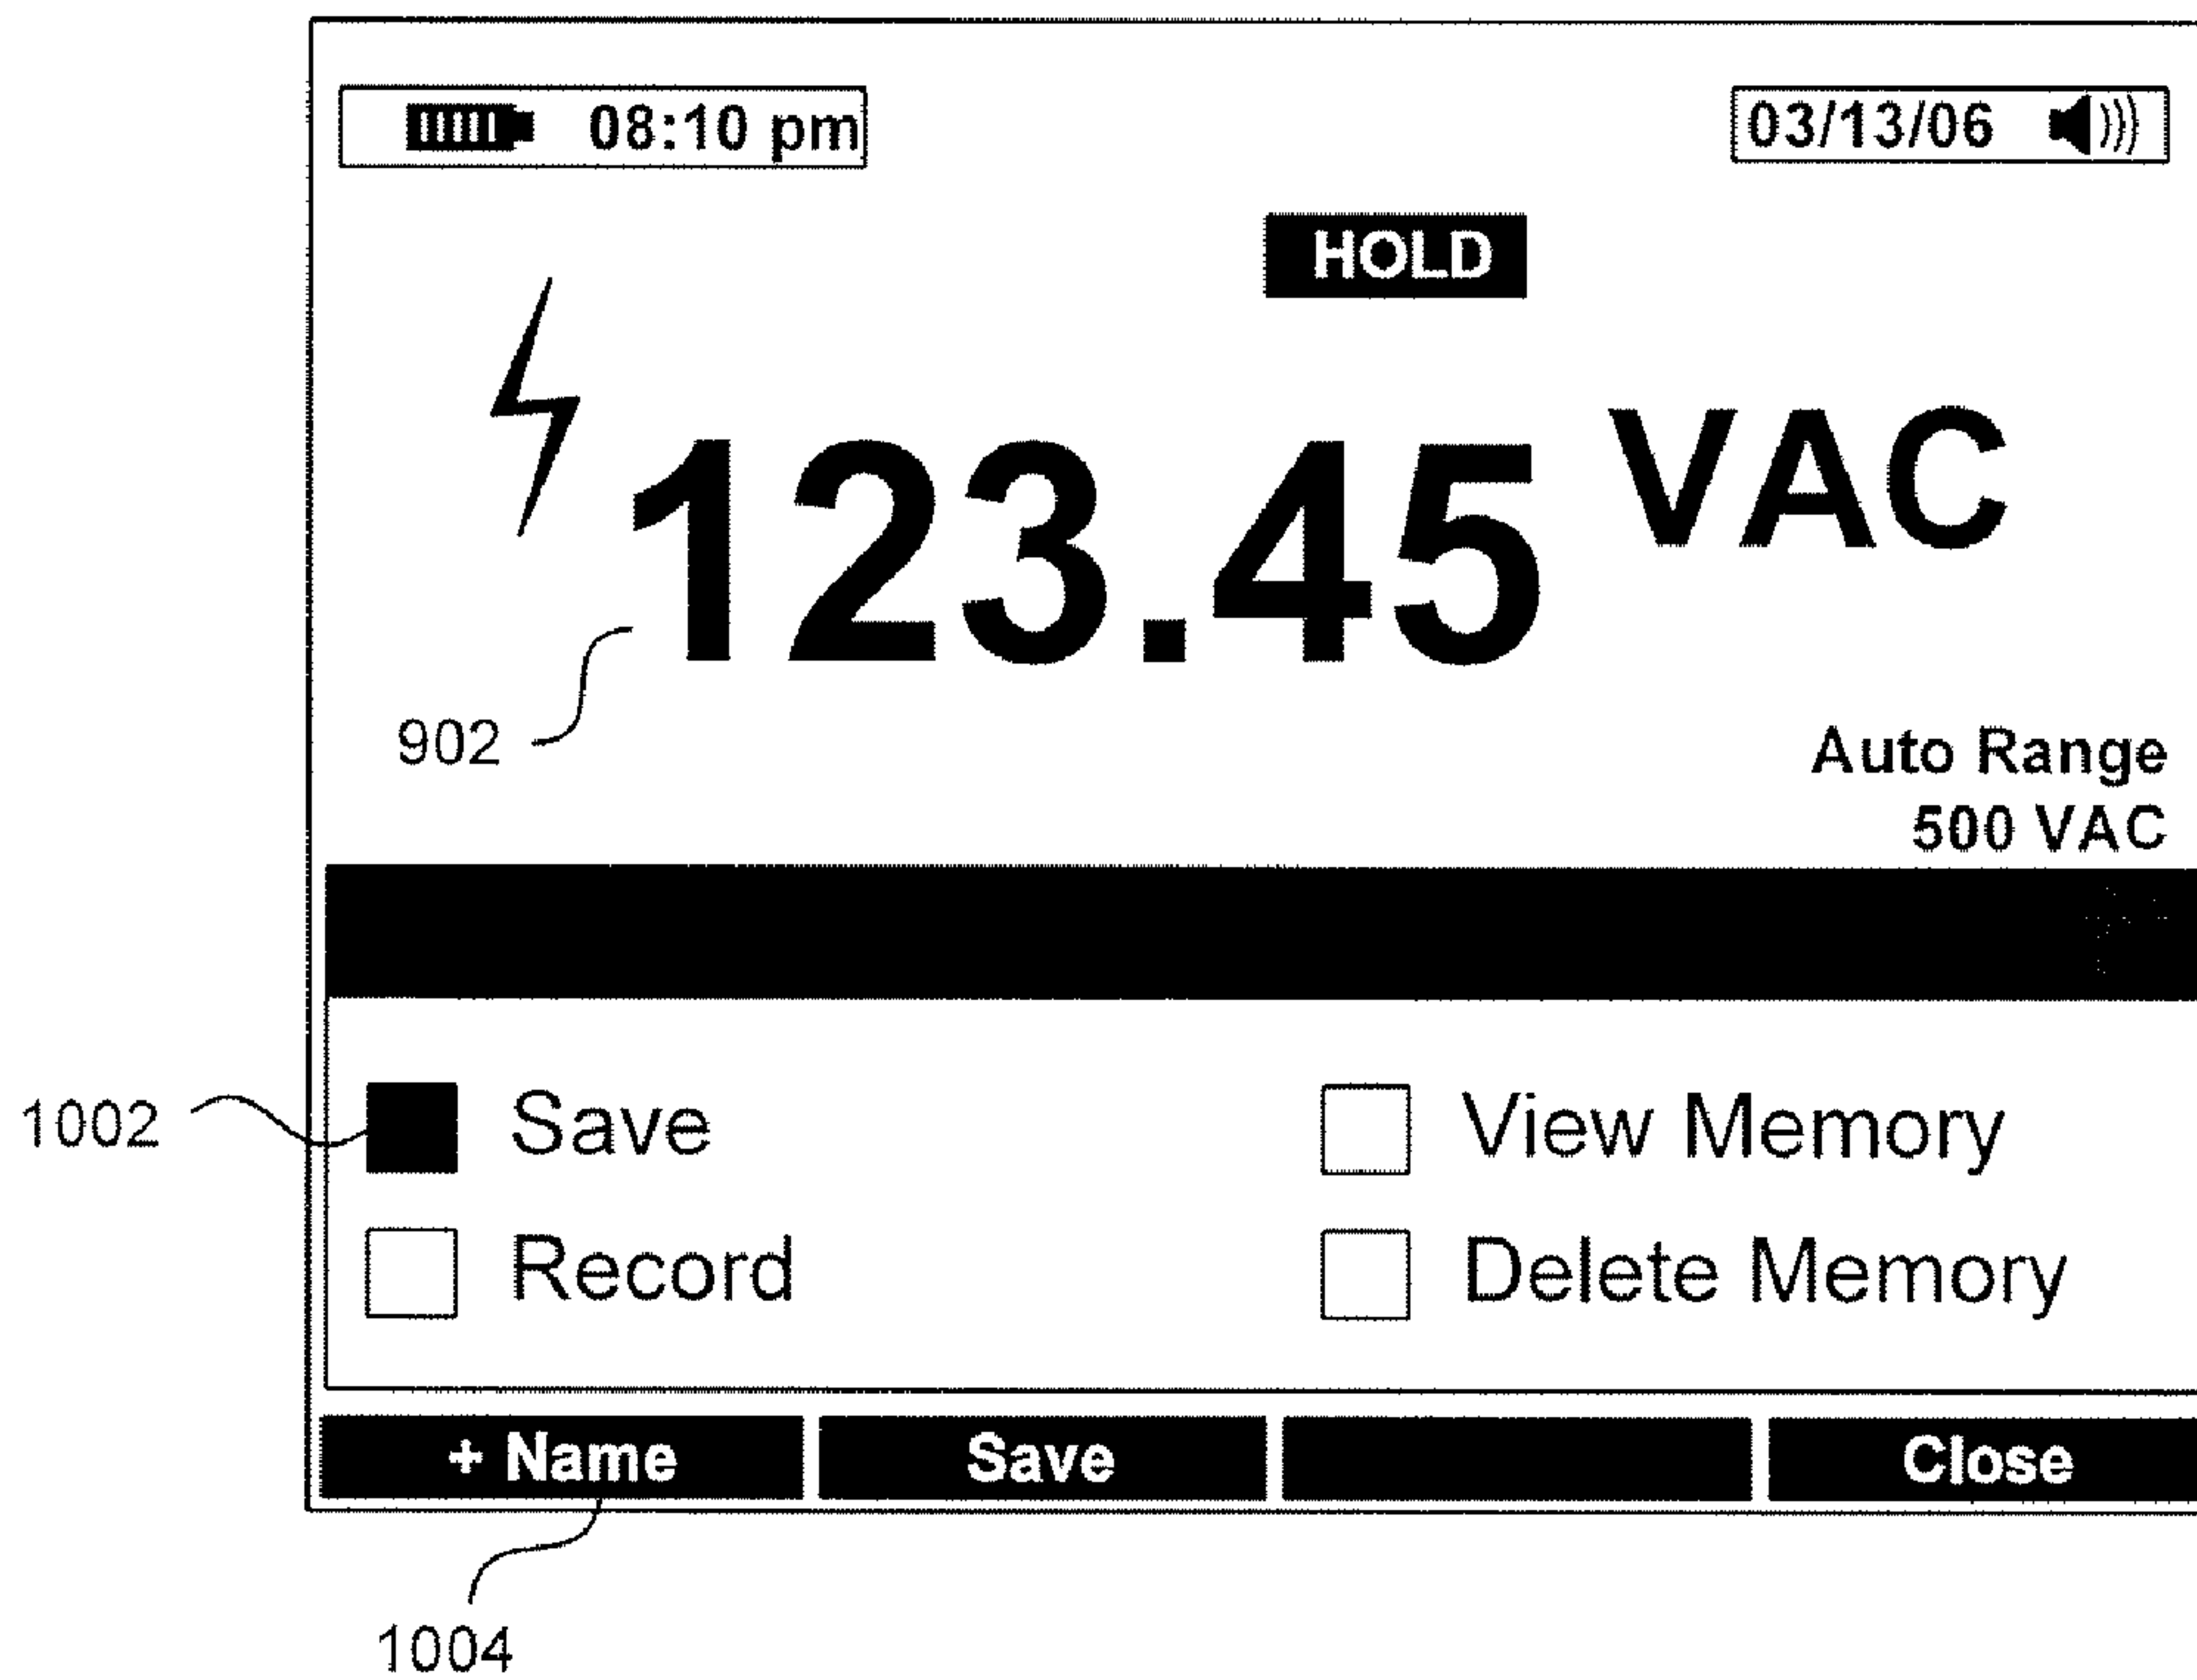 08:10 pm 03/13/06
HOLD
123.45 VAC
902
Auto Range
500 VAC
1002 Save View Memory
Record Delete Memory
+ Name Save Close
1004